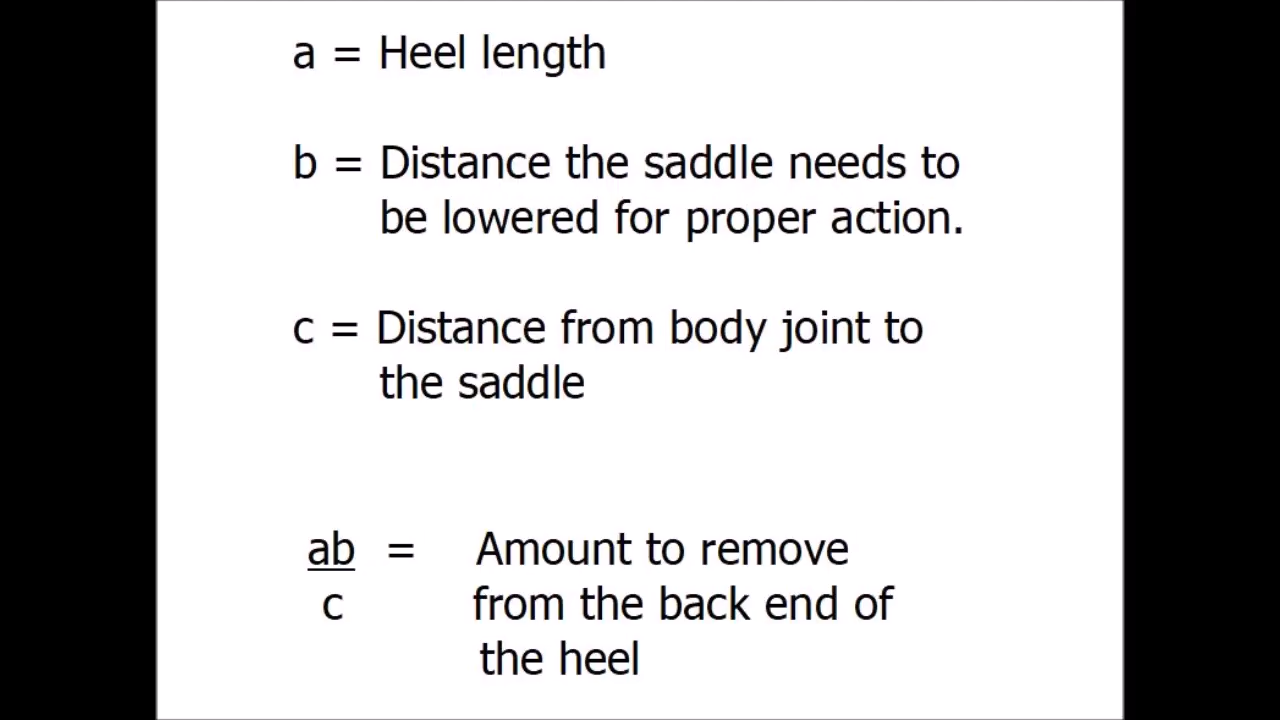 a = Heel length
b = Distance the saddle needs to
be lowered for proper action.
c = Distance from body joint to
the saddle
ab = Amount to remove
c from the back end of
the heel